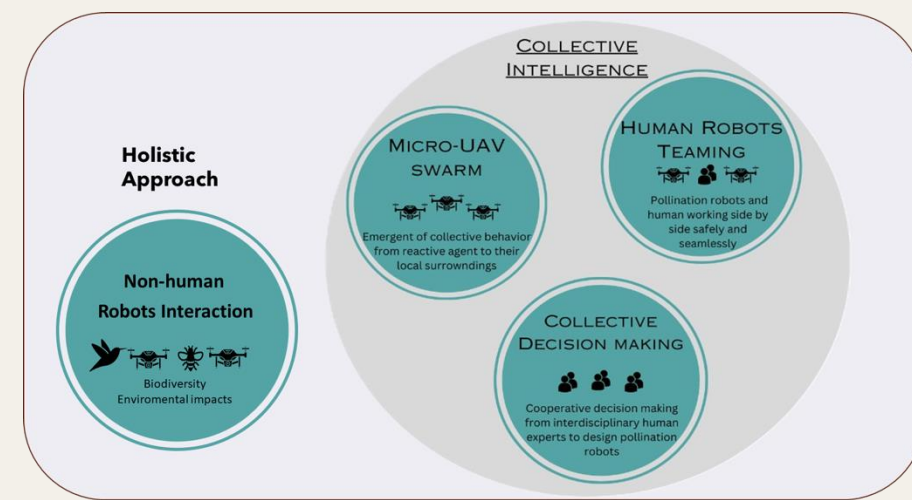 Holistic
Approach
Non-human
Robots Interaction
Biodiversity
Enviromental impacts
COLLECTIVE
INTELLIGENCE
MICRO-UAV
SWARM
Emergent of collective behavior
from reactive agent to their
local surrowndings
HUMAN ROBOTS
TEAMING
Pollination robots and
human working side by
side safely and
seamlessly
COLLECTIVE
DECISION MAKING
Cooperative decision making
from interdisciplinary human
experts to design pollination
robots